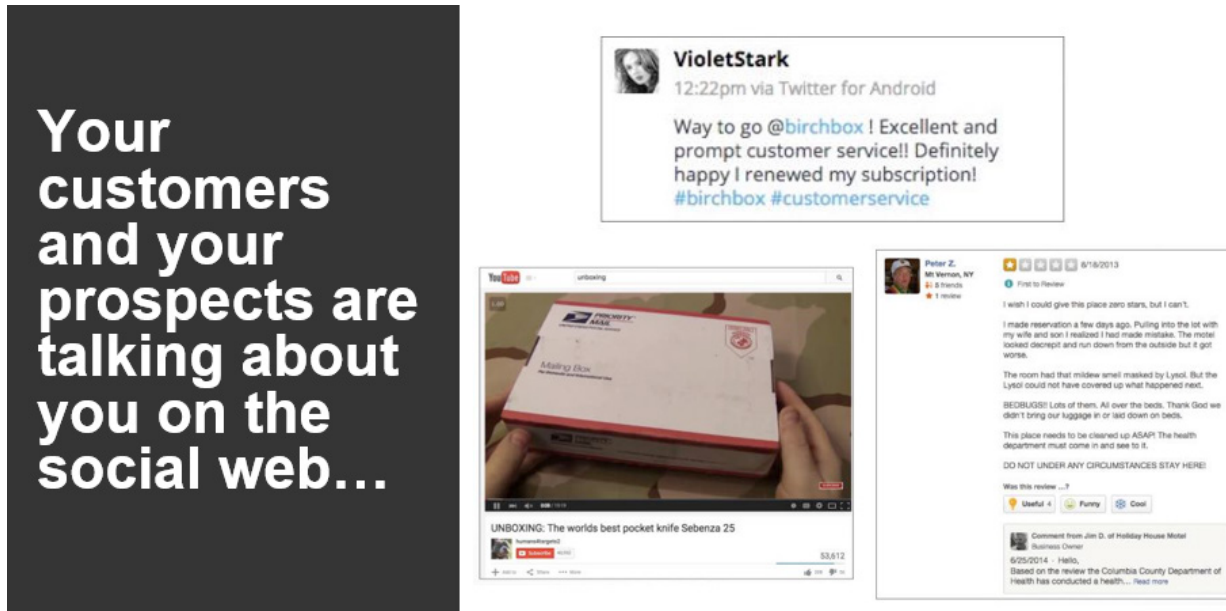 Your
customers
and your
prospects are
talking about
you on the
social web…
VioletStark
12:22pm via Twitter for Android
Way to go @birchbox ! Excellent and
prompt customer service!! Definitely
happy I renewed my subscription!
#birchbox #customerservice
YouTube
unboxing
PRIORITY
MAIL
Mailing Box
UNBOXING: The worlds best pocket knife Sebenza 25
Subscribe
53,612
Add to Share More
Peter Z.
Mt Vernon, NY
8 friends
1 review
8/18/2013
First to Review
I wish I could give this place zero stars, but I can't.
I made reservation a few days ago. Pulling into the lot with
my wife and son I realized I had made mistake. The motel
looked decrepit and run down from the outside but it got
worse.
The room had that mildew smell masked by Lysol. But the
Lysol could not have covered up what happened next.
BEDBUGS!! Lots of them. All over the beds. Thank God we
didn't bring our luggage in or laid down on beds.
This place needs to be cleaned up ASAP! The health
department must come in and see to it.
DO NOT UNDER ANY CIRCUMSTANCES STAY HERE!
Was this review ...?
Useful 4 Funny Cool
Comment from Jim D. of Holiday House Motel
Business Owner
6/25/2014 - Hello,
Based on the review the Columbia County Department of
Health has conducted a health… Read more